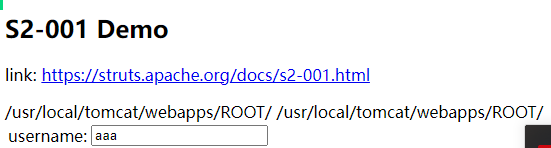 S2-001 Demo
link: https://struts.apache.org/docs/s2-001.html
/usr/local/tomcat/webapps/ROOT/ /usr/local/tomcat/webapps/ROOT/
username: aaa